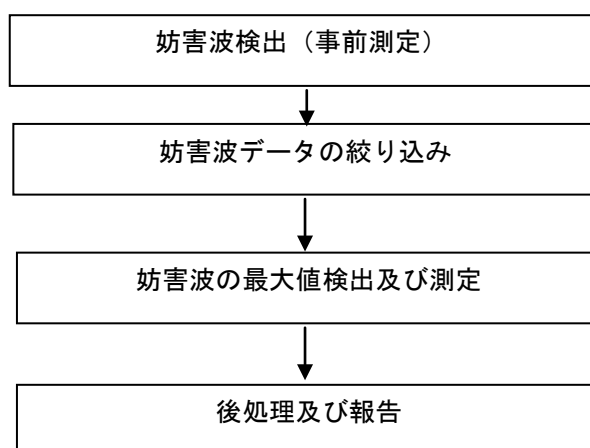 妨害波検出（事前測定）
妨害波データの絞り込み
妨害波の最大値検出及び測定
後処理及び報告